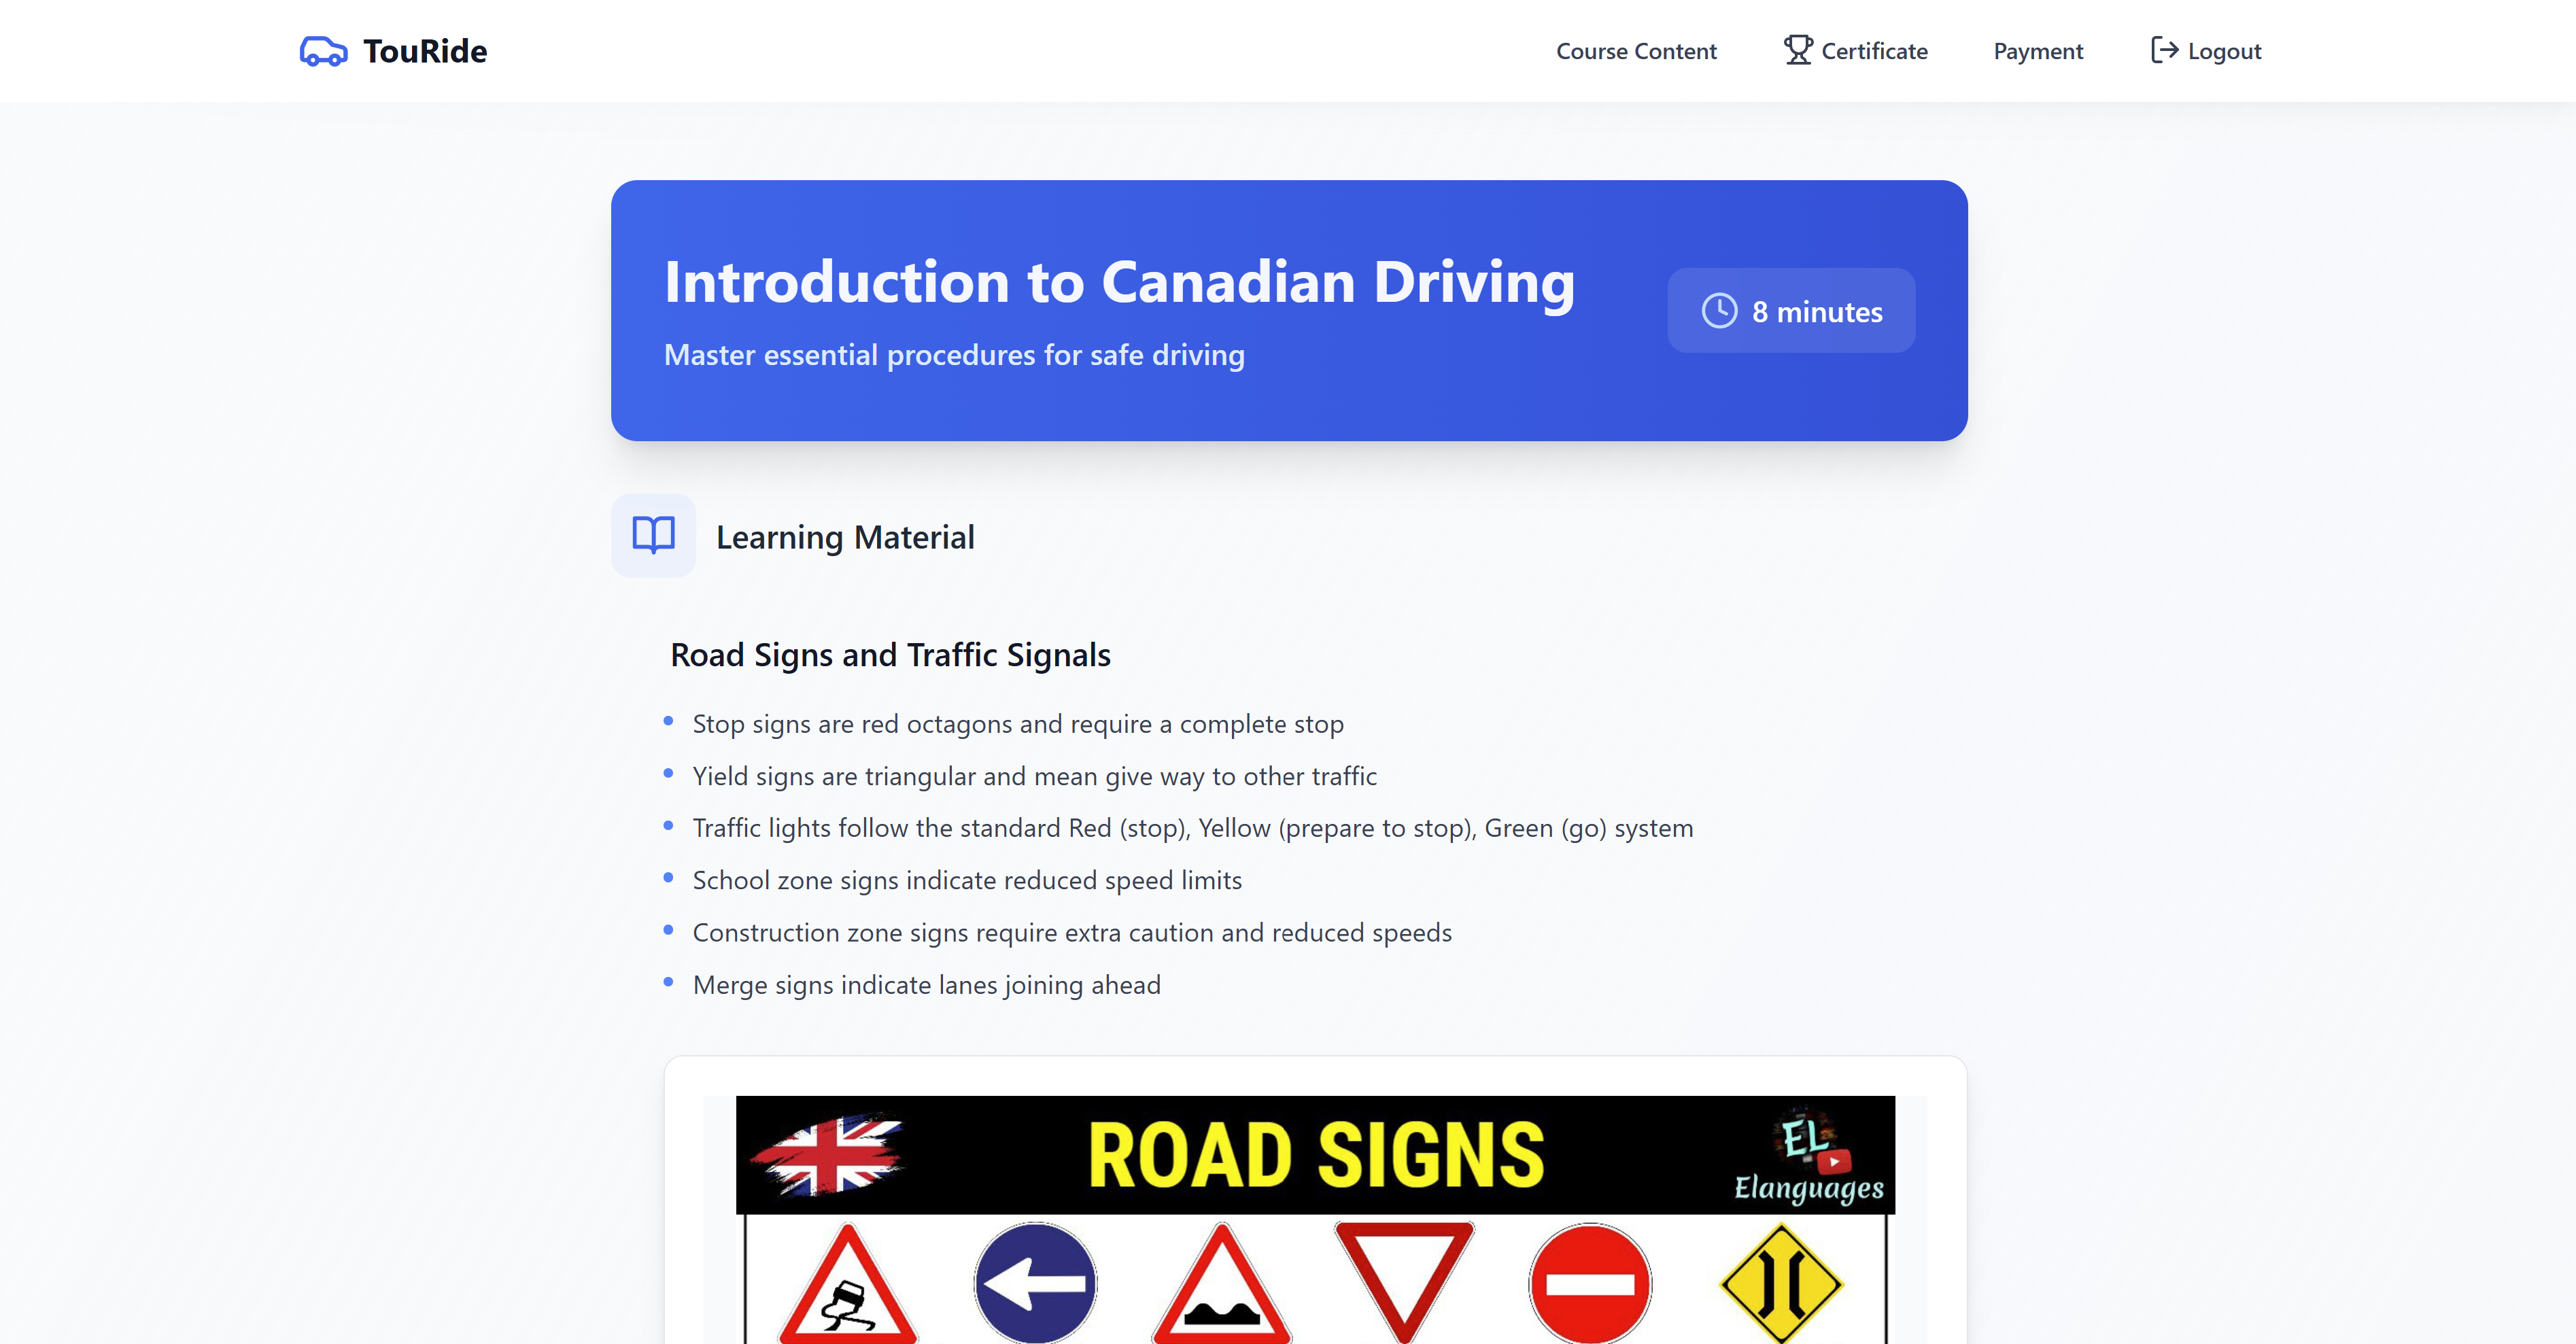 TouRide
Course Content
Certificate
Payment
Logout
Introduction to Canadian Driving
Master essential procedures for safe driving
8 minutes
Learning Material
Road Signs and Traffic Signals
Stop signs are red octagons and require a complete stop
Yield signs are triangular and mean give way to other traffic
Traffic lights follow the standard Red (stop), Yellow (prepare to stop), Green (go) system
School zone signs indicate reduced speed limits
Construction zone signs require extra caution and reduced speeds
Merge signs indicate lanes joining ahead
ROAD SIGNS
EL
Elanguages